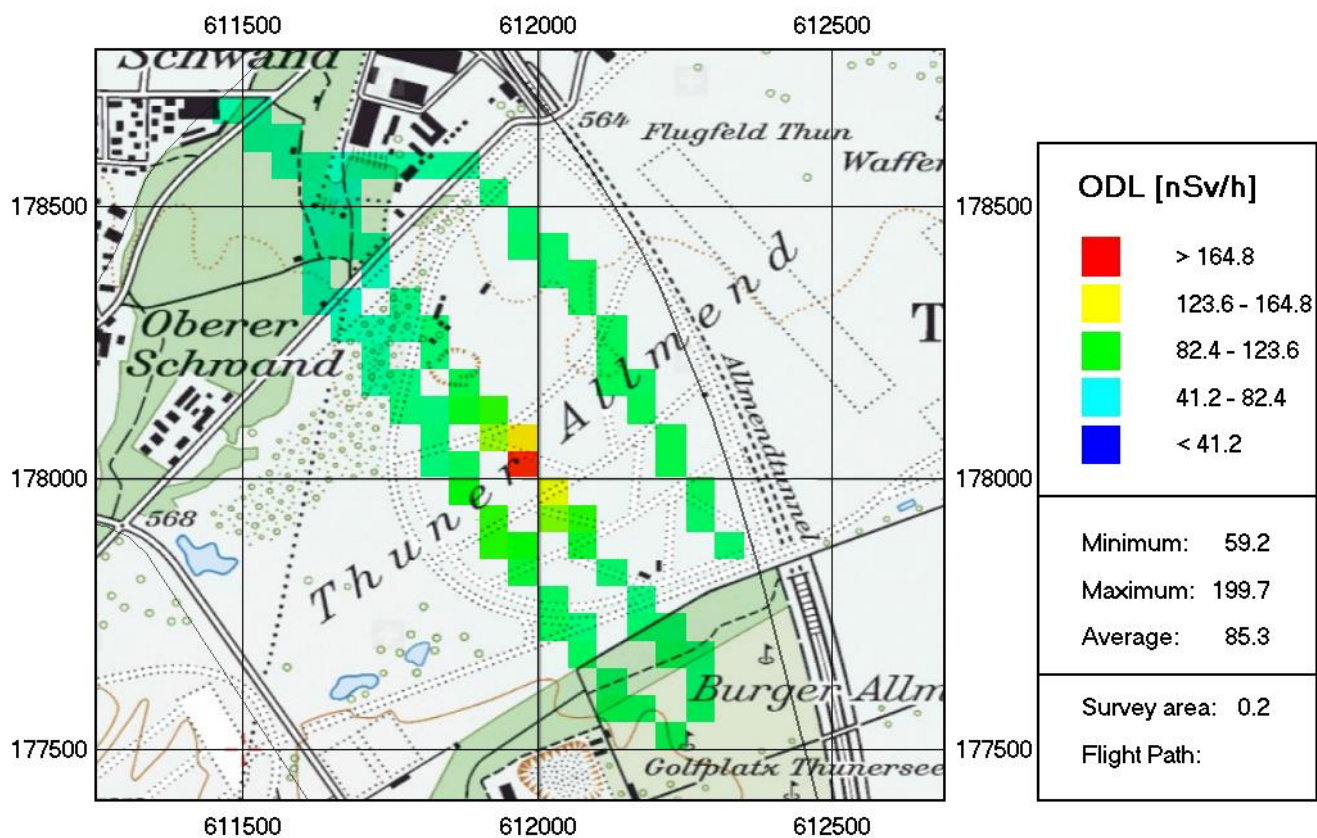 611500 612000 612500
Schwand
564
Flugfeld Thun
Waffen
178500 178500
Oberer
Schwand
Thuner Allmend
T
Allmendtunnel
178000 178000
568
Burger Allm
177500 177500
Golfplatz Thunersee
611500 612000 612500
ODL [nSv/h]
> 164.8
123.6 - 164.8
82.4 - 123.6
41.2 - 82.4
< 41.2
Minimum: 59.2
Maximum: 199.7
Average: 85.3
Survey area: 0.2
Flight Path: